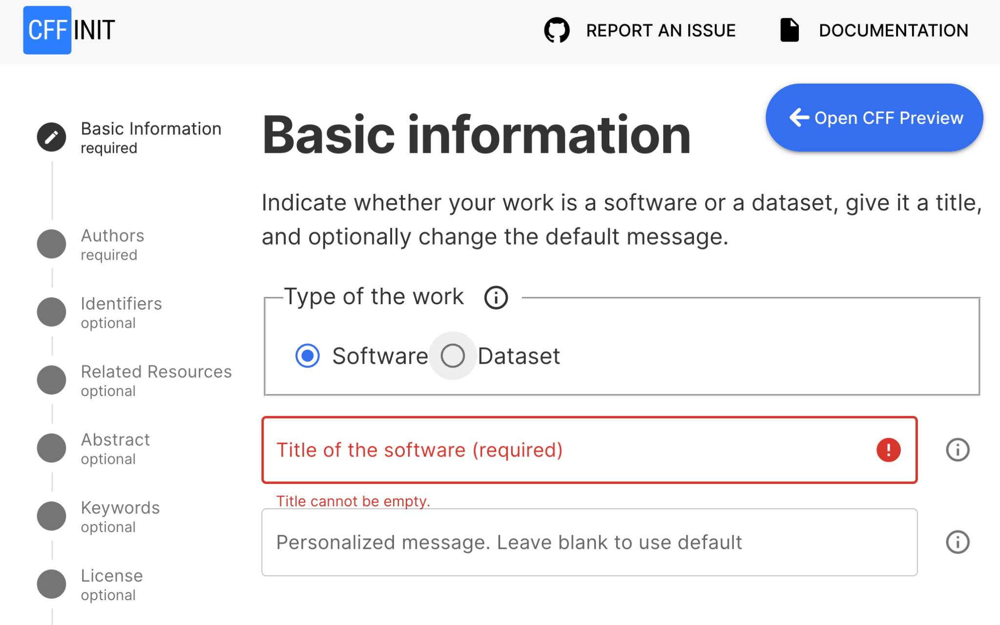 CFF INIT
REPORT AN ISSUE
DOCUMENTATION
Open CFF Preview
Basic Information
required
Authors
required
Identifiers
optional
Related Resources
optional
Abstract
optional
Keywords
optional
License
optional
Basic information
Indicate whether your work is a software or a dataset, give it a title,
and optionally change the default message.
Type of the work
Software Dataset
Title of the software (required)
Title cannot be empty.
Personalized message. Leave blank to use default